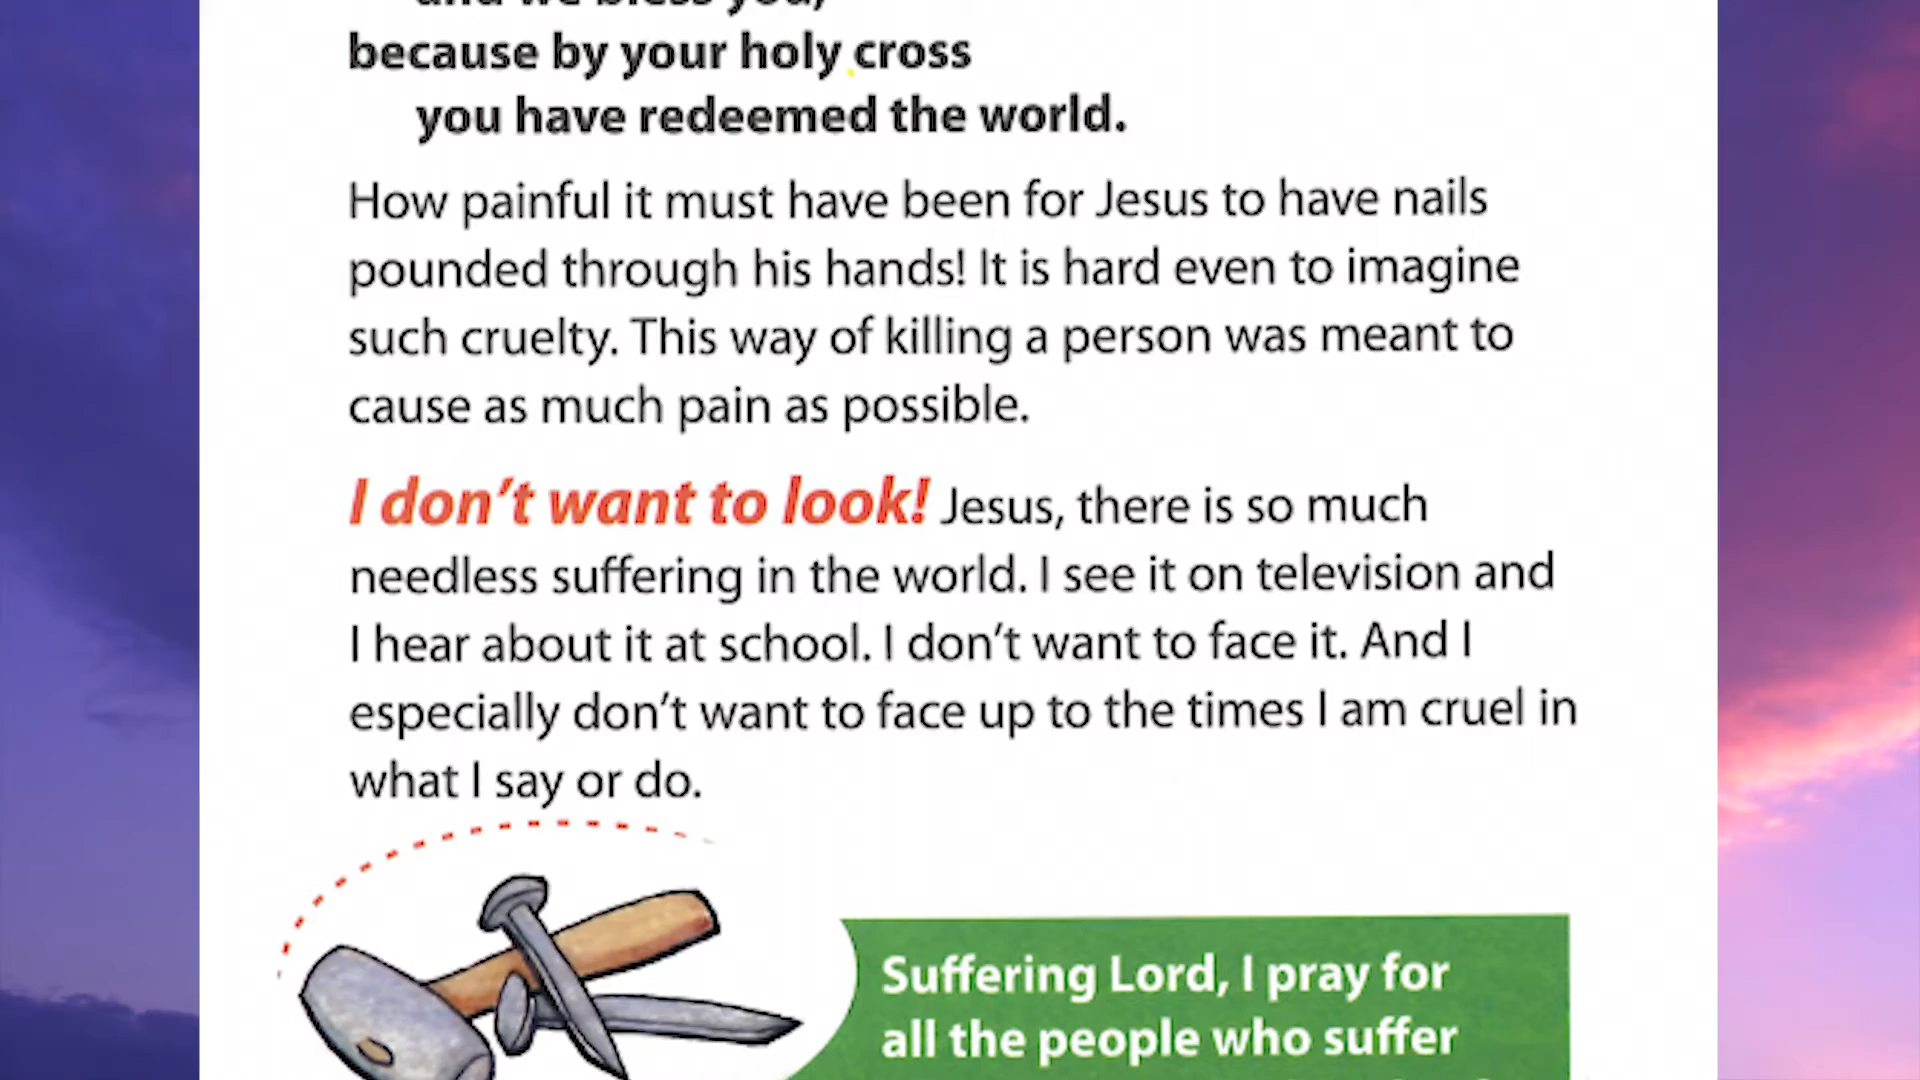 and we bless you,
because by your holy cross
you have redeemed the world.
How painful it must have been for Jesus to have nails
pounded through his hands! It is hard even to imagine
such cruelty. This way of killing a person was meant to
cause as much pain as possible.
I don't want to look! Jesus, there is so much
needless suffering in the world. I see it on television and
I hear about it at school. I don't want to face it. And I
especially don't want to face up to the times I am cruel in
what I say or do.
Suffering Lord, I pray for
all the people who suffer